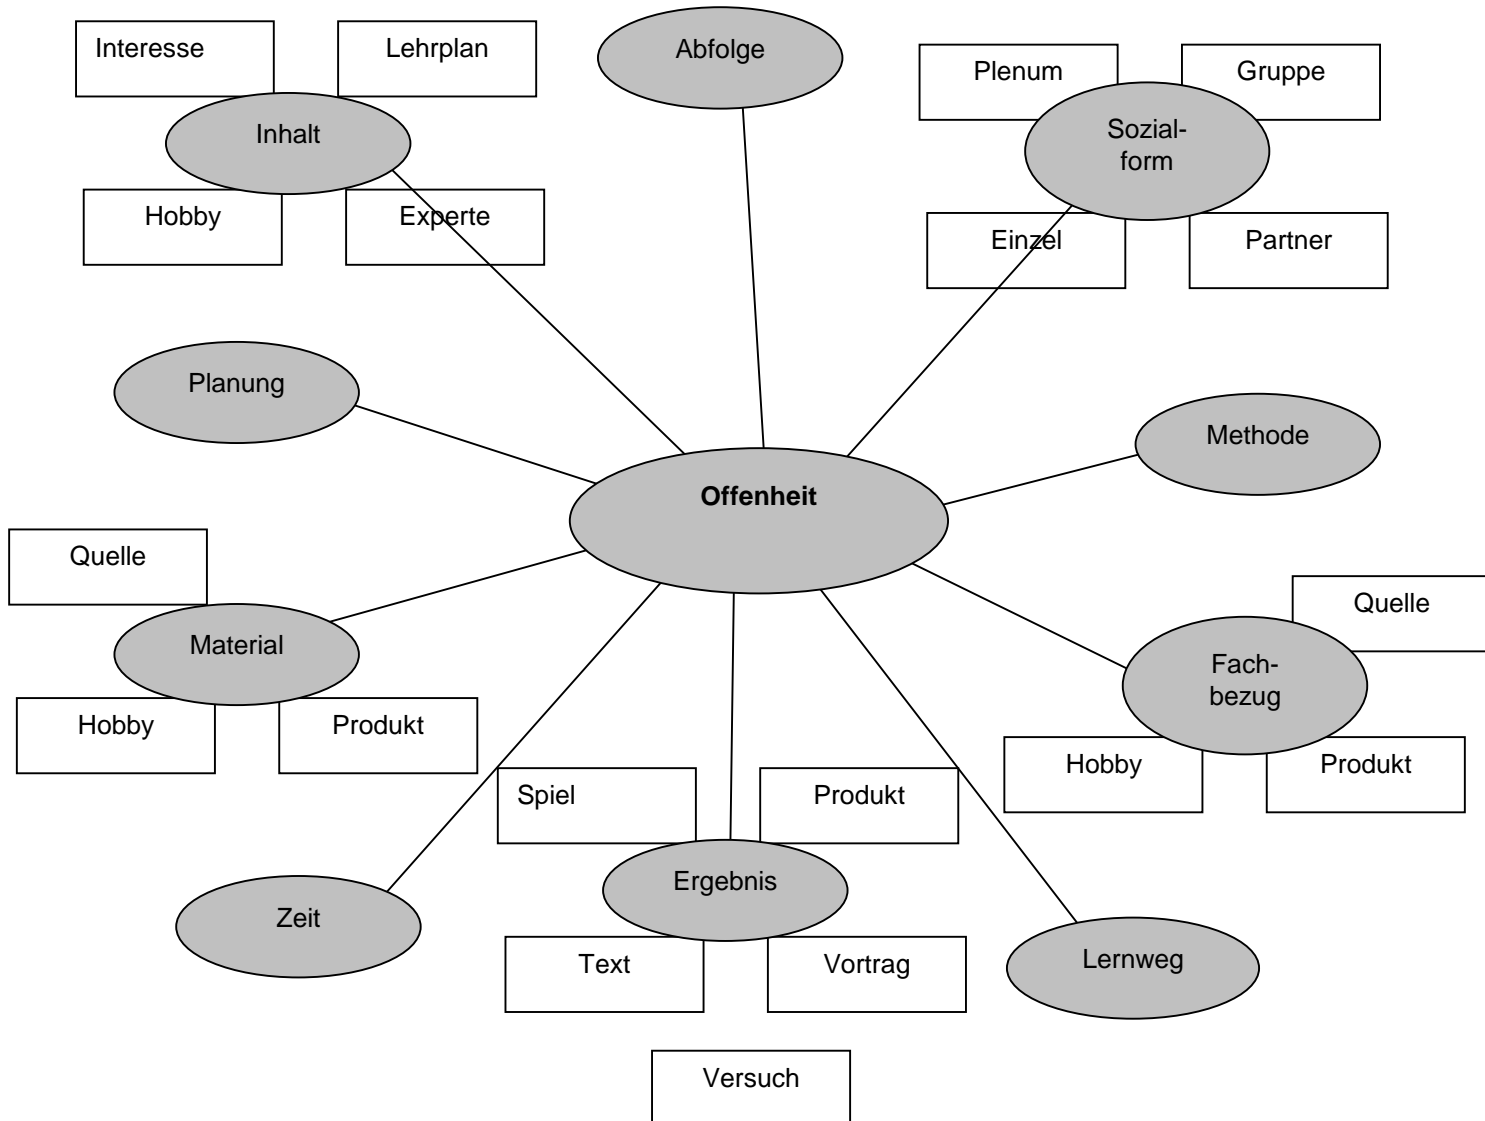 Interesse
Lehrplan
Abfolge
Plenum
Gruppe
Inhalt
Sozial-
form
Hobby
Experte
Einzel
Partner
Planung
Methode
Offenheit
Quelle
Material
Hobby
Produkt
Quelle
Fach-
bezug
Hobby
Produkt
Spiel
Produkt
Ergebnis
Zeit
Text
Vortrag
Lernweg
Versuch